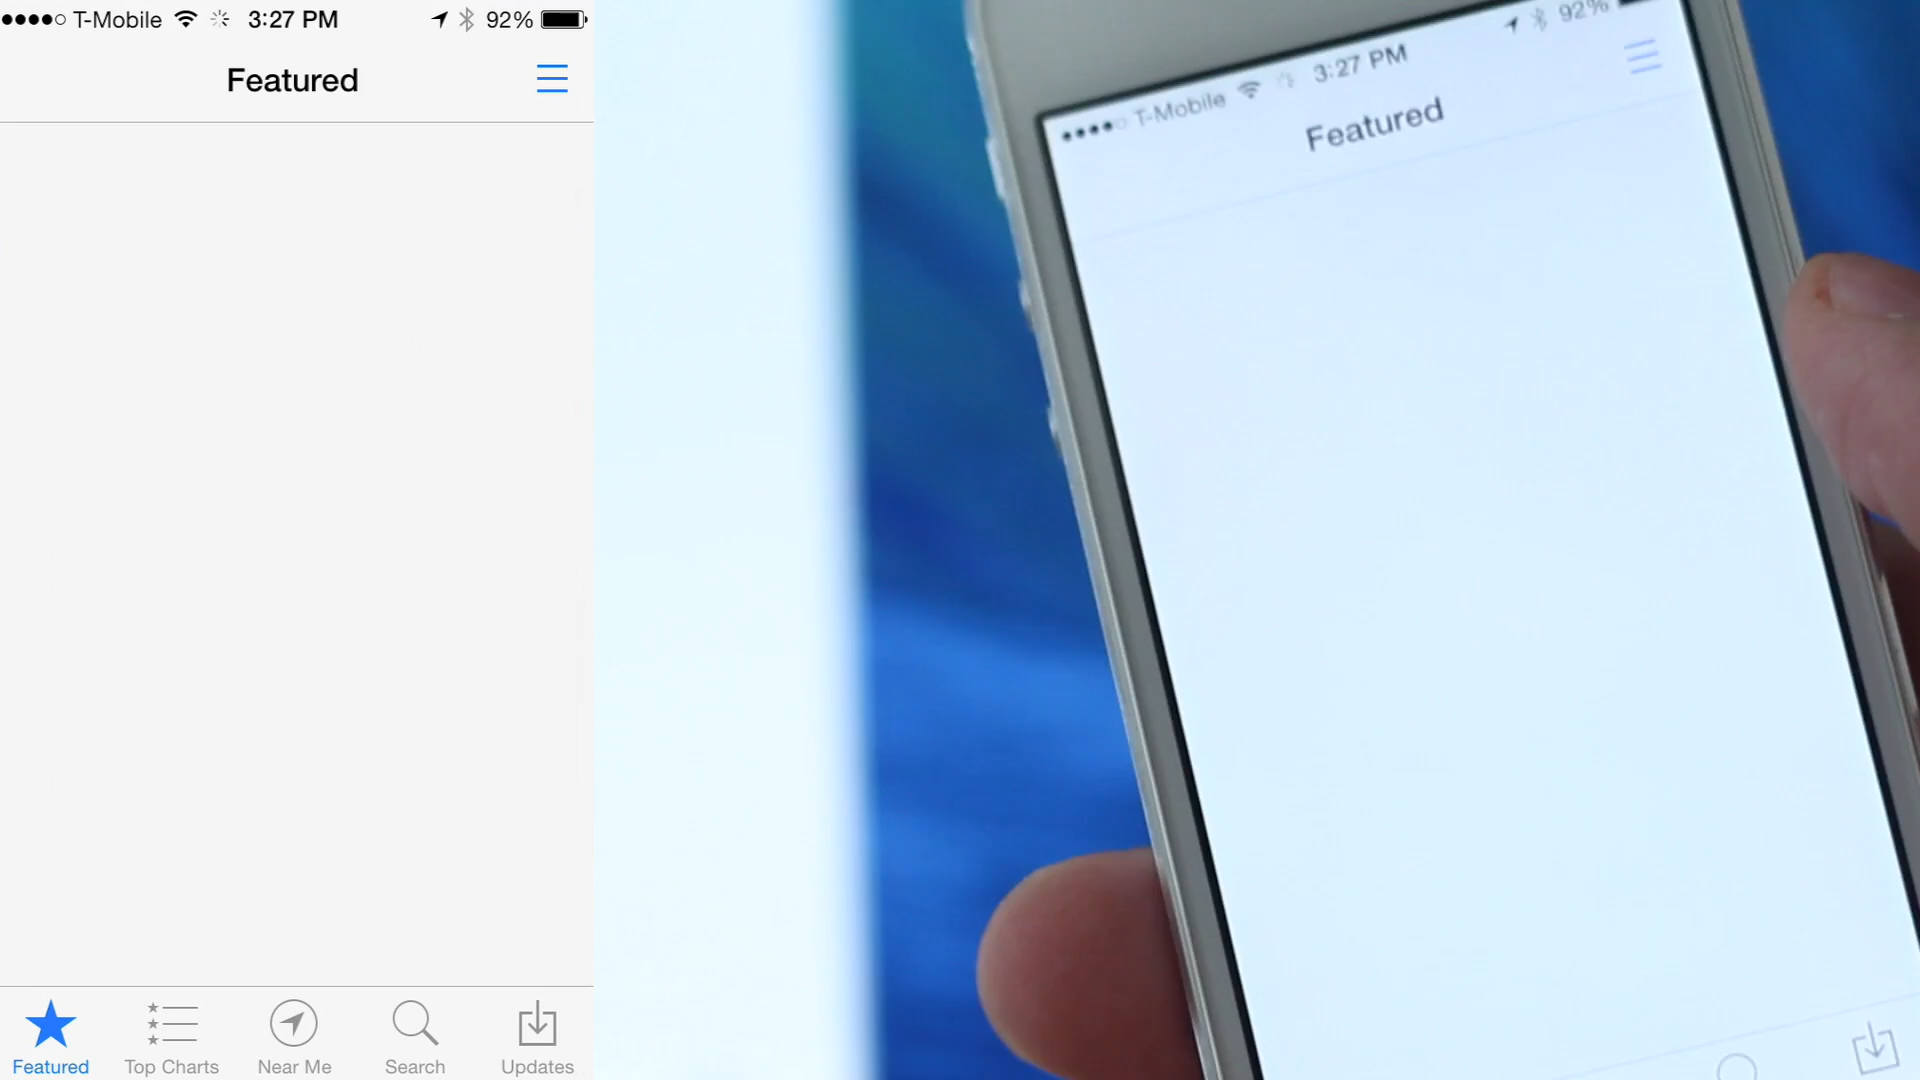 T-Mobile 3:27 PM 92%
Featured
Featured Top Charts Near Me Search Updates
T-Mobile 3:27 PM 92%
Featured